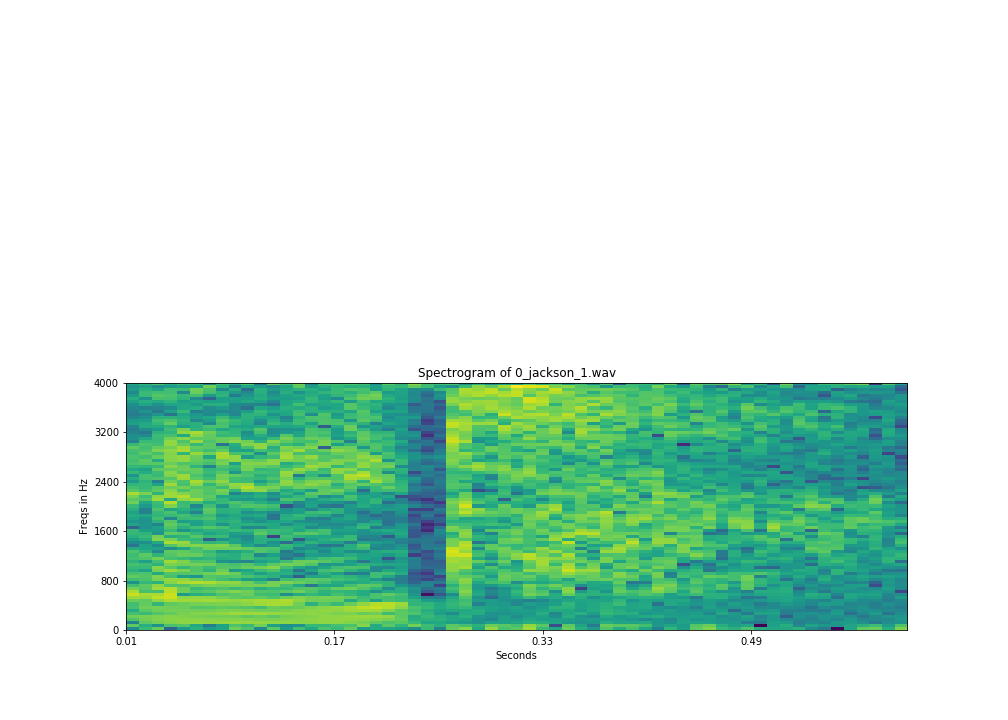 Spectrogram of 0_jackson_1.wav
4000
3200
2400
1600
800
0
Freqs in Hz
0.01 0.17 0.33 0.49
Seconds